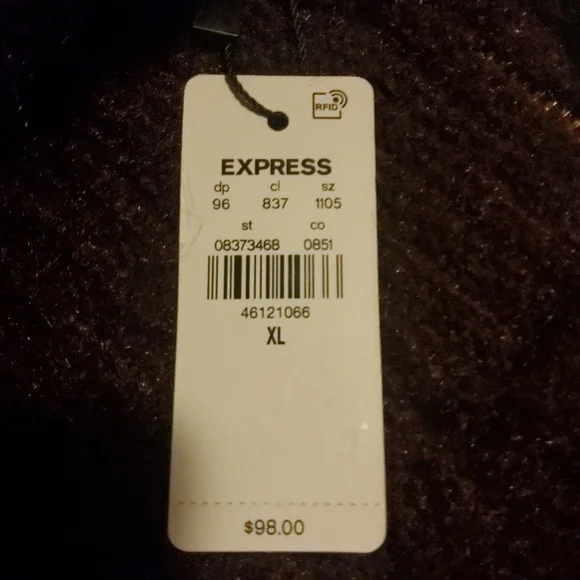 RFID
EXPRESS
dp cl sz
96 837 1105
st co
08373468 0851
46121066
XL
$98.00